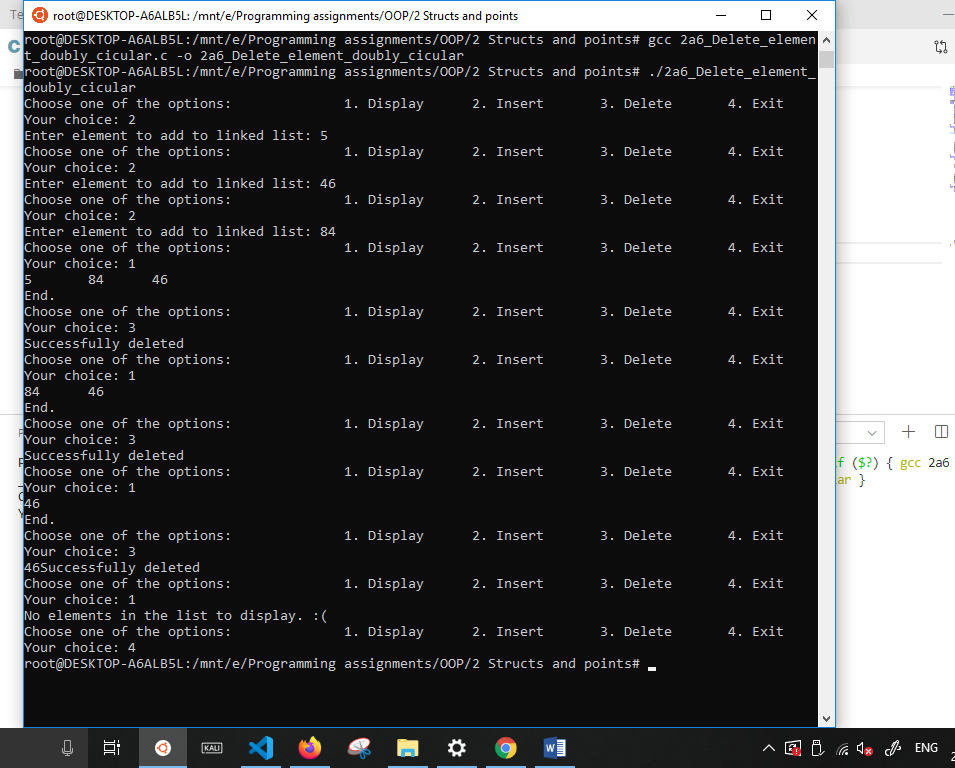 root@DESKTOP-A6ALB5L: /mnt/e/Programming assignments/OOP/2 Structs and points
root@DESKTOP-A6ALB5L:/mnt/e/Programming assignments/OOP/2 Structs and points# gcc 2a6_Delete_elemen
t_doubly_cicular.c -o 2a6_Delete_element_doubly_cicular
root@DESKTOP-A6ALB5L:/mnt/e/Programming assignments/OOP/2 Structs and points# ./2a6_Delete_element_
doubly_cicular
Choose one of the options: 1. Display 2. Insert 3. Delete 4. Exit
Your choice: 2
Enter element to add to linked list: 5
Choose one of the options: 1. Display 2. Insert 3. Delete 4. Exit
Your choice: 2
Enter element to add to linked list: 46
Choose one of the options: 1. Display 2. Insert 3. Delete 4. Exit
Your choice: 2
Enter element to add to linked list: 84
Choose one of the options: 1. Display 2. Insert 3. Delete 4. Exit
Your choice: 1
5 84 46
End.
Choose one of the options: 1. Display 2. Insert 3. Delete 4. Exit
Your choice: 3
Successfully deleted
Choose one of the options: 1. Display 2. Insert 3. Delete 4. Exit
Your choice: 1
84 46
End.
Choose one of the options: 1. Display 2. Insert 3. Delete 4. Exit
Your choice: 3
Successfully deleted
Choose one of the options: 1. Display 2. Insert 3. Delete 4. Exit
Your choice: 1
46
End.
Choose one of the options: 1. Display 2. Insert 3. Delete 4. Exit
Your choice: 3
46Successfully deleted
Choose one of the options: 1. Display 2. Insert 3. Delete 4. Exit
Your choice: 1
No elements in the list to display. :(
Choose one of the options: 1. Display 2. Insert 3. Delete 4. Exit
Your choice: 4
root@DESKTOP-A6ALB5L:/mnt/e/Programming assignments/OOP/2 Structs and points#
f ($?) { gcc 2a6
ar }
KALI
ENG